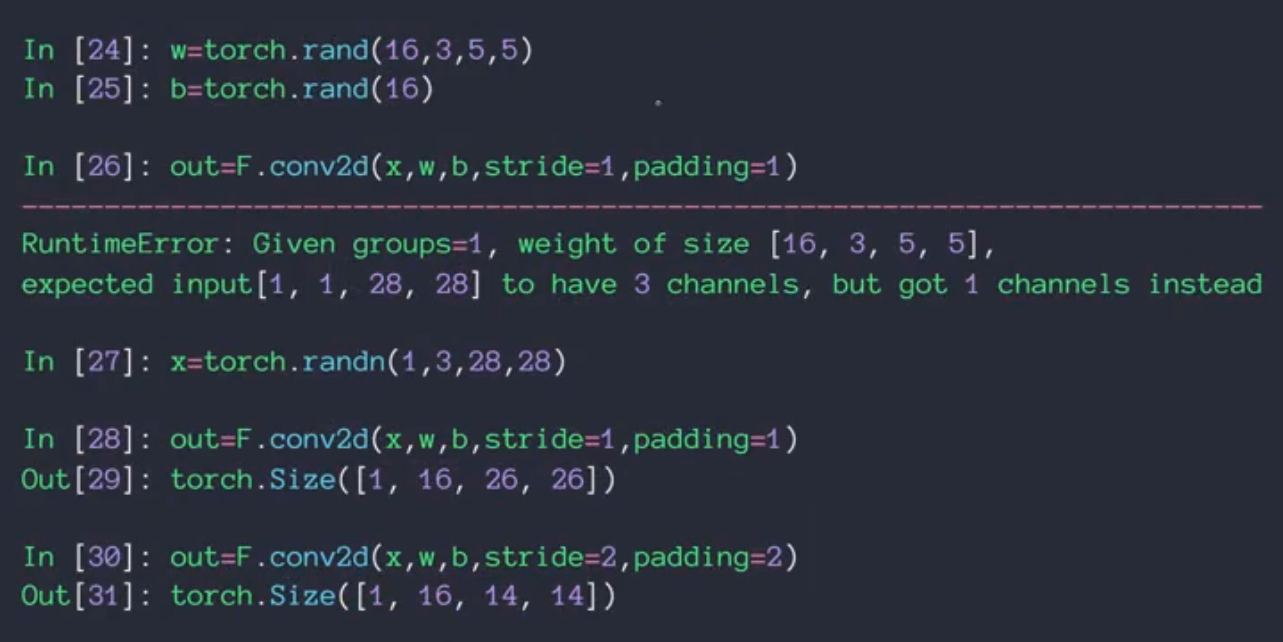 In [24]: w=torch.rand(16,3,5,5)
In [25]: b=torch.rand(16)
In [26]: out=F.conv2d(x,w,b,stride=1,padding=1)
RuntimeError: Given groups=1, weight of size [16, 3, 5, 5],
expected input[1, 1, 28, 28] to have 3 channels, but got 1 channels instead
In [27]: x=torch.randn(1,3,28,28)
In [28]: out=F.conv2d(x,w,b,stride=1,padding=1)
Out[29]: torch.Size([1, 16, 26, 26])
In [30]: out=F.conv2d(x,w,b,stride=2,padding=2)
Out[31]: torch.Size([1, 16, 14, 14])